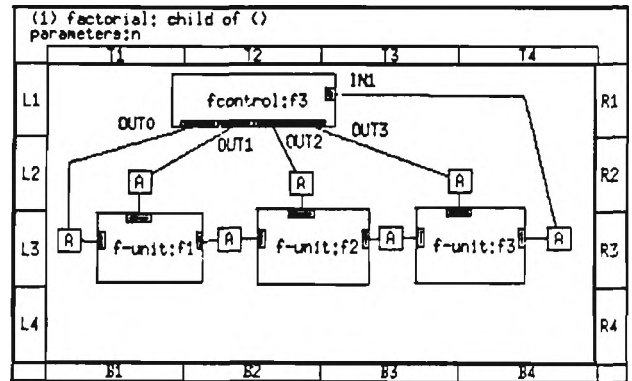 (1) factorial: child of ()
parameters:n
T1 T2 T3 T4
L1 fcontrol:f3 IN1 R1
OUT0 OUT1 OUT2 OUT3
L2 A A A R2
L3 A f-unit:f1 A f-unit:f2 A f-unit:f3 A R3
L4 R4
B1 B2 B3 B4